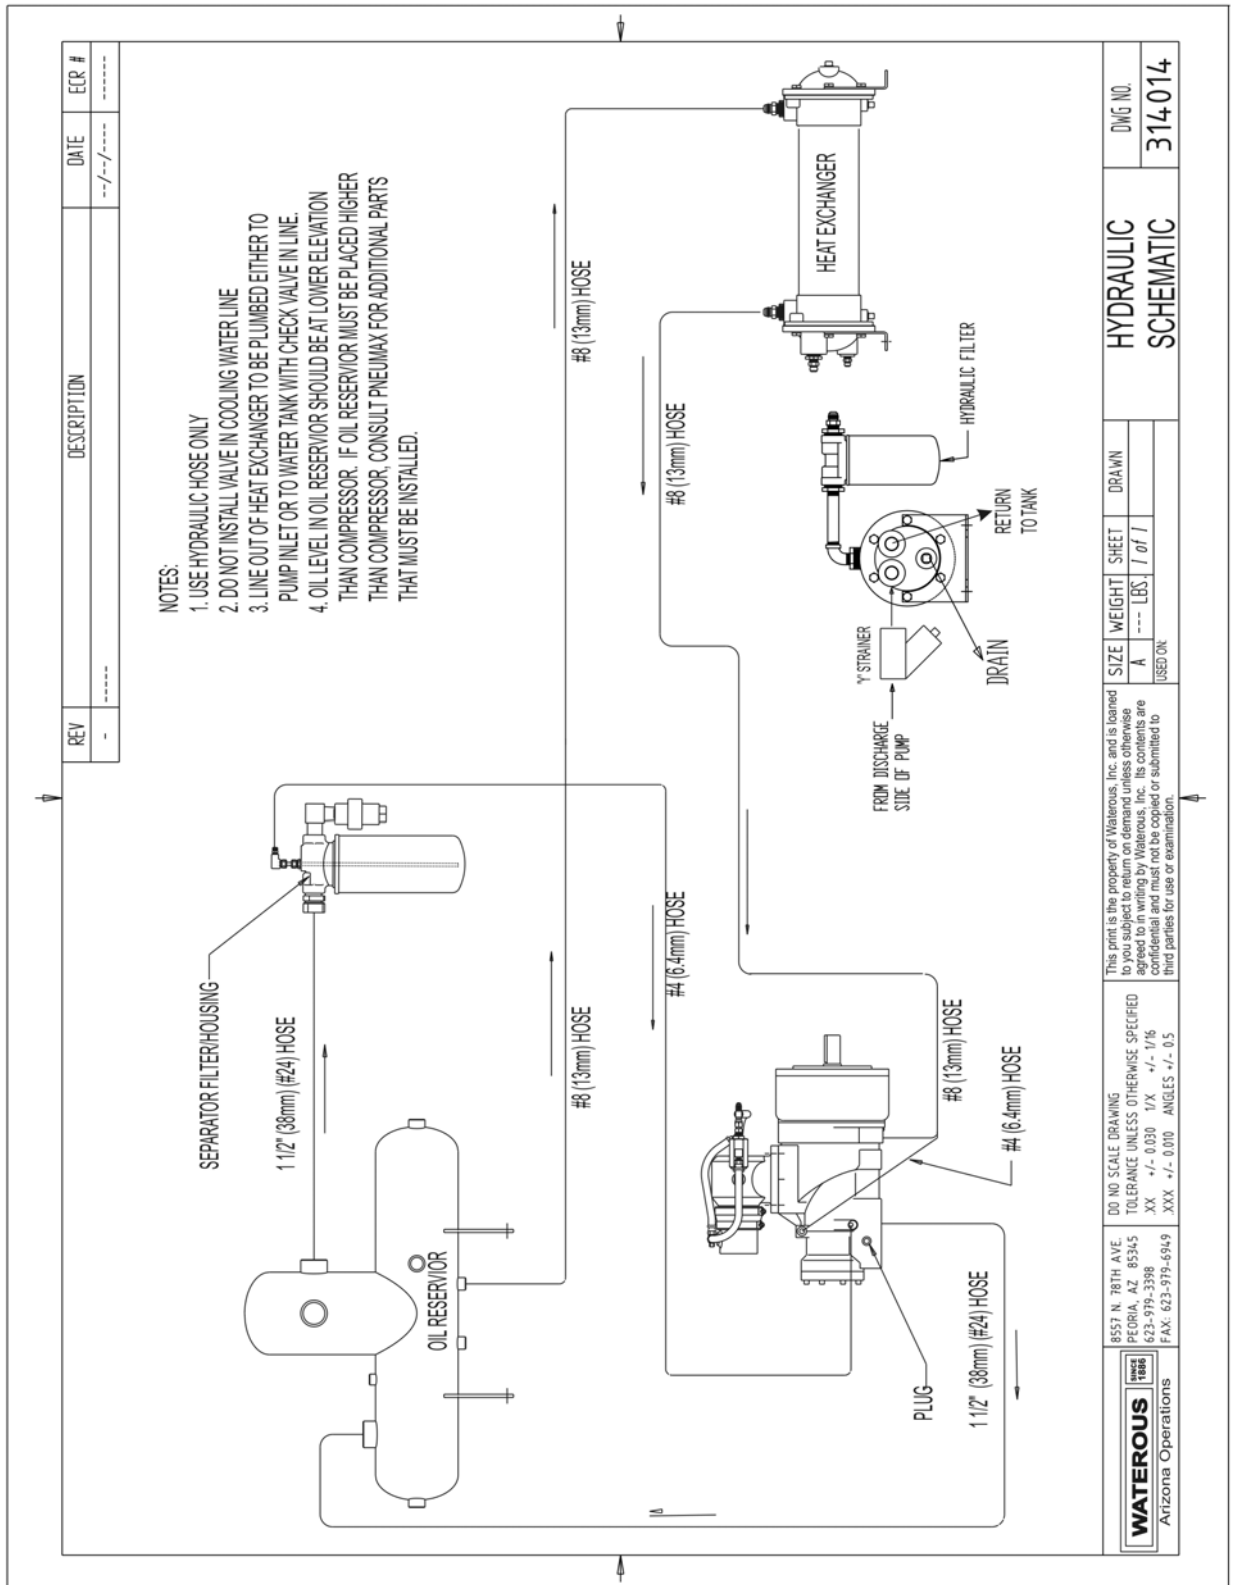 REV
DESCRIPTION
DATE
ECR #
-
-----
--/--/----
------
NOTES:
1. USE HYDRAULIC HOSE ONLY
2. DO NOT INSTALL VALVE IN COOLING WATER LINE
3. LINE OUT OF HEAT EXCHANGER TO BE PLUMBED EITHER TO
PUMP INLET OR TO WATER TANK WITH CHECK VALVE IN LINE.
4. OIL LEVEL IN OIL RESERVIOR SHOULD BE AT LOWER ELEVATION
THAN COMPRESSOR. IF OIL RESERVIOR MUST BE PLACED HIGHER
THAN COMPRESSOR, CONSULT PNEUMAX FOR ADDITIONAL PARTS
THAT MUST BE INSTALLED.
SEPARATOR FILTER/HOUSING
1 1/2" (38mm) (#24) HOSE
OIL RESERVIOR
#8 (13mm) HOSE
#8 (13mm) HOSE
#8 (13mm) HOSE
#4 (6.4mm) HOSE
HEAT EXCHANGER
HYDRAULIC FILTER
RETURN
TO TANK
'Y' STRAINER
DRAIN
FROM DISCHARGE
SIDE OF PUMP
#8 (13mm) HOSE
#4 (6.4mm) HOSE
PLUG
1 1/2" (38mm) (#24) HOSE
WATEROUS
SINCE
1886
Arizona Operations
8557 N. 78TH AVE.
PEORIA, AZ 85345
623-979-3398
FAX: 623-979-6949
DO NO SCALE DRAWING
TOLERANCE UNLESS OTHERWISE SPECIFIED
.XX +/- 0.030 1/X +/- 1/16
.XXX +/- 0.010 ANGLES +/- 0.5
This print is the property of Waterous, Inc. and is loaned
to you subject to return on demand unless otherwise
agreed to in writing by Waterous, Inc. Its contents are
confidential and must not be copied or submitted to
third parties for use or examination.
SIZE
A
WEIGHT
--- LBS.
SHEET
1 of 1
DRAWN
USED ON:
HYDRAULIC
SCHEMATIC
DWG NO.
314014